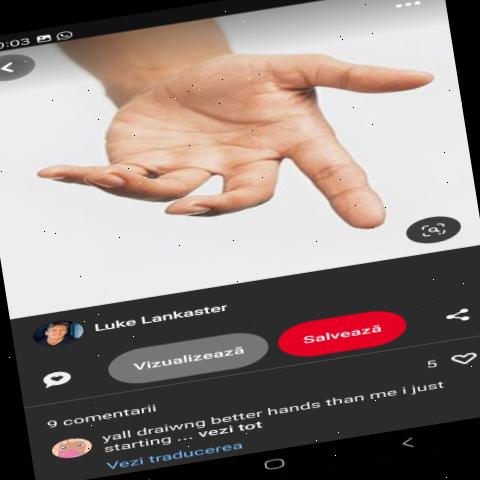 0:03
Luke Lankaster
Vizualizează
Salvează
9 comentarii
5
yall draiwng better hands than me i just
starting ... vezi tot
Vezi traducerea